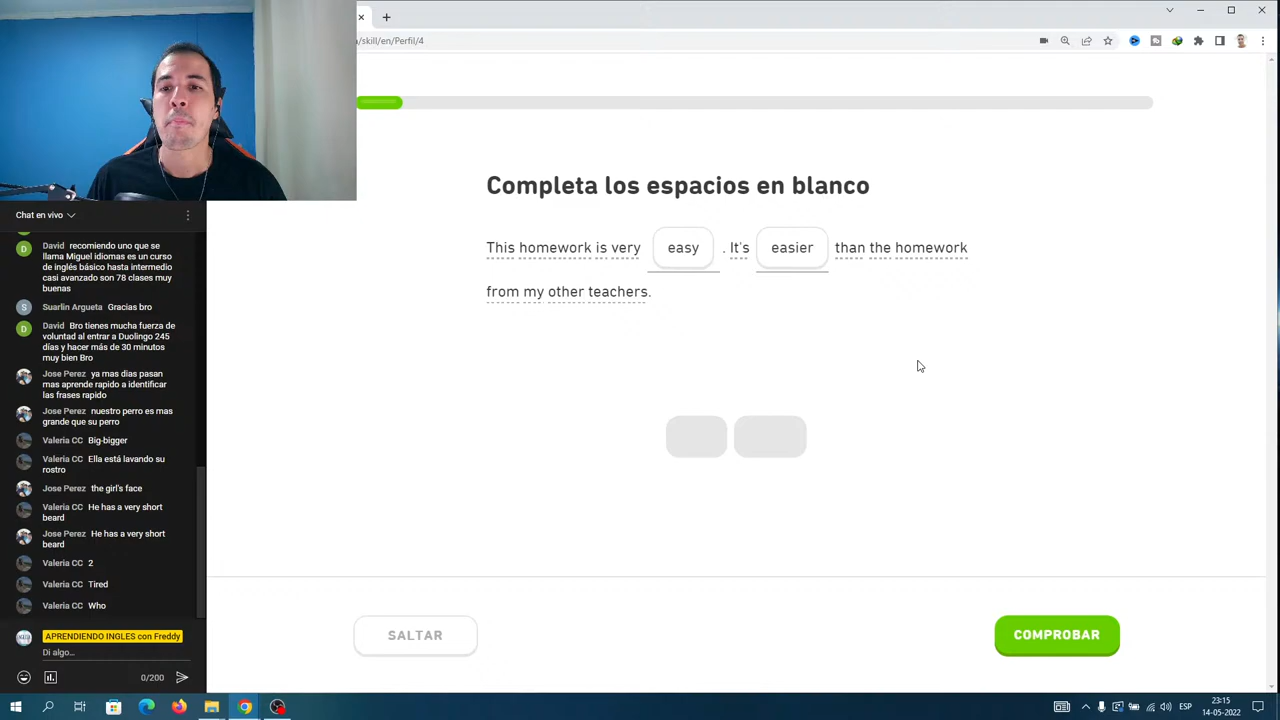 /skill/en/Perfil/4
Completa los espacios en blanco
This homework is very easy . It's easier than the homework
from my other teachers.
SALTAR
COMPROBAR
Chat en vivo
David recomiendo uno que se
llama Miguel idiomas es un curso
de inglés básico hasta intermedio
casi avanzado son 78 clases muy
buenas
S Suarlin Argueta Gracias bro
D David Bro tienes mucha fuerza de
voluntad al entrar a Duolingo 245
días y hacer más de 30 minutos
muy bien Bro
Jose Perez ya mas dias pasan
mas aprende rapido a identificar
las frases rapido
Jose Perez nuestro perro es mas
grande que su perro
Valeria CC Big-bigger
Valeria CC Ella está lavando su
rostro
Jose Perez the girl's face
Valeria CC He has a very short
beard
Jose Perez He has a very short
beard
Valeria CC 2
Valeria CC Tired
Valeria CC Who
APRENDIENDO INGLES con Freddy
Di algo...
0/200
ESP
23:15
14-05-2022